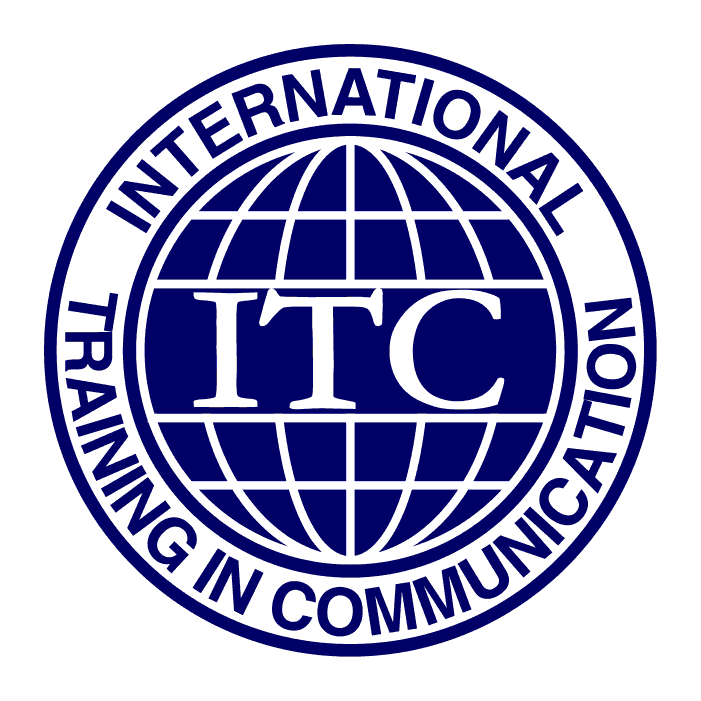 INTERNATIONAL
ITC
TRAINING IN COMMUNICATION